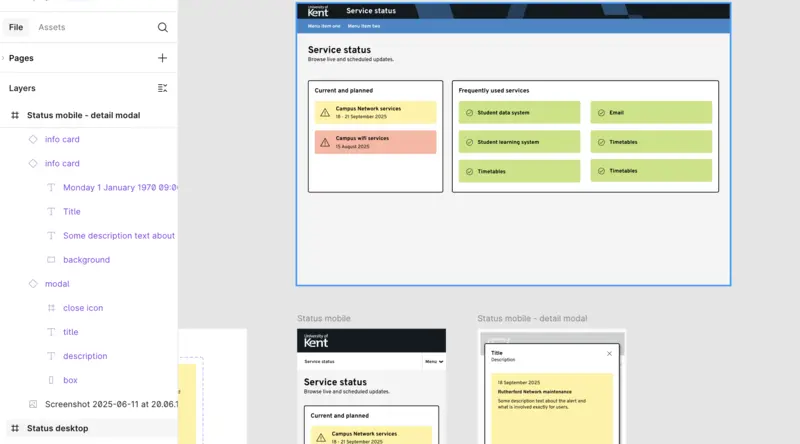 File
Assets
Pages
Layers
Status mobile - detail modal
info card
info card
Monday 1 January 1970 09:0
Title
Some description text about
background
modal
close icon
title
description
box
Screenshot 2025-06-11 at 20.06.1
Status desktop
University of
Kent
Service status
Menu item one
Menu item two
Service status
Browse live and scheduled updates.
Current and planned
Campus Network services
18 - 21 September 2025
Campus wifi services
15 August 2025
Frequently used services
Student data system
Email
Student learning system
Timetables
Timetables
Timetables
Status mobile
University of
Kent
Service status
Menu
Service status
Browse live and scheduled updates.
Current and planned
Campus Network services
18 - 21 September 2025
Status mobile - detail modal
Title
Description
18 September 2025
Rutherford Network maintenance
Some description text about the alert and
what is involved exactly for users.